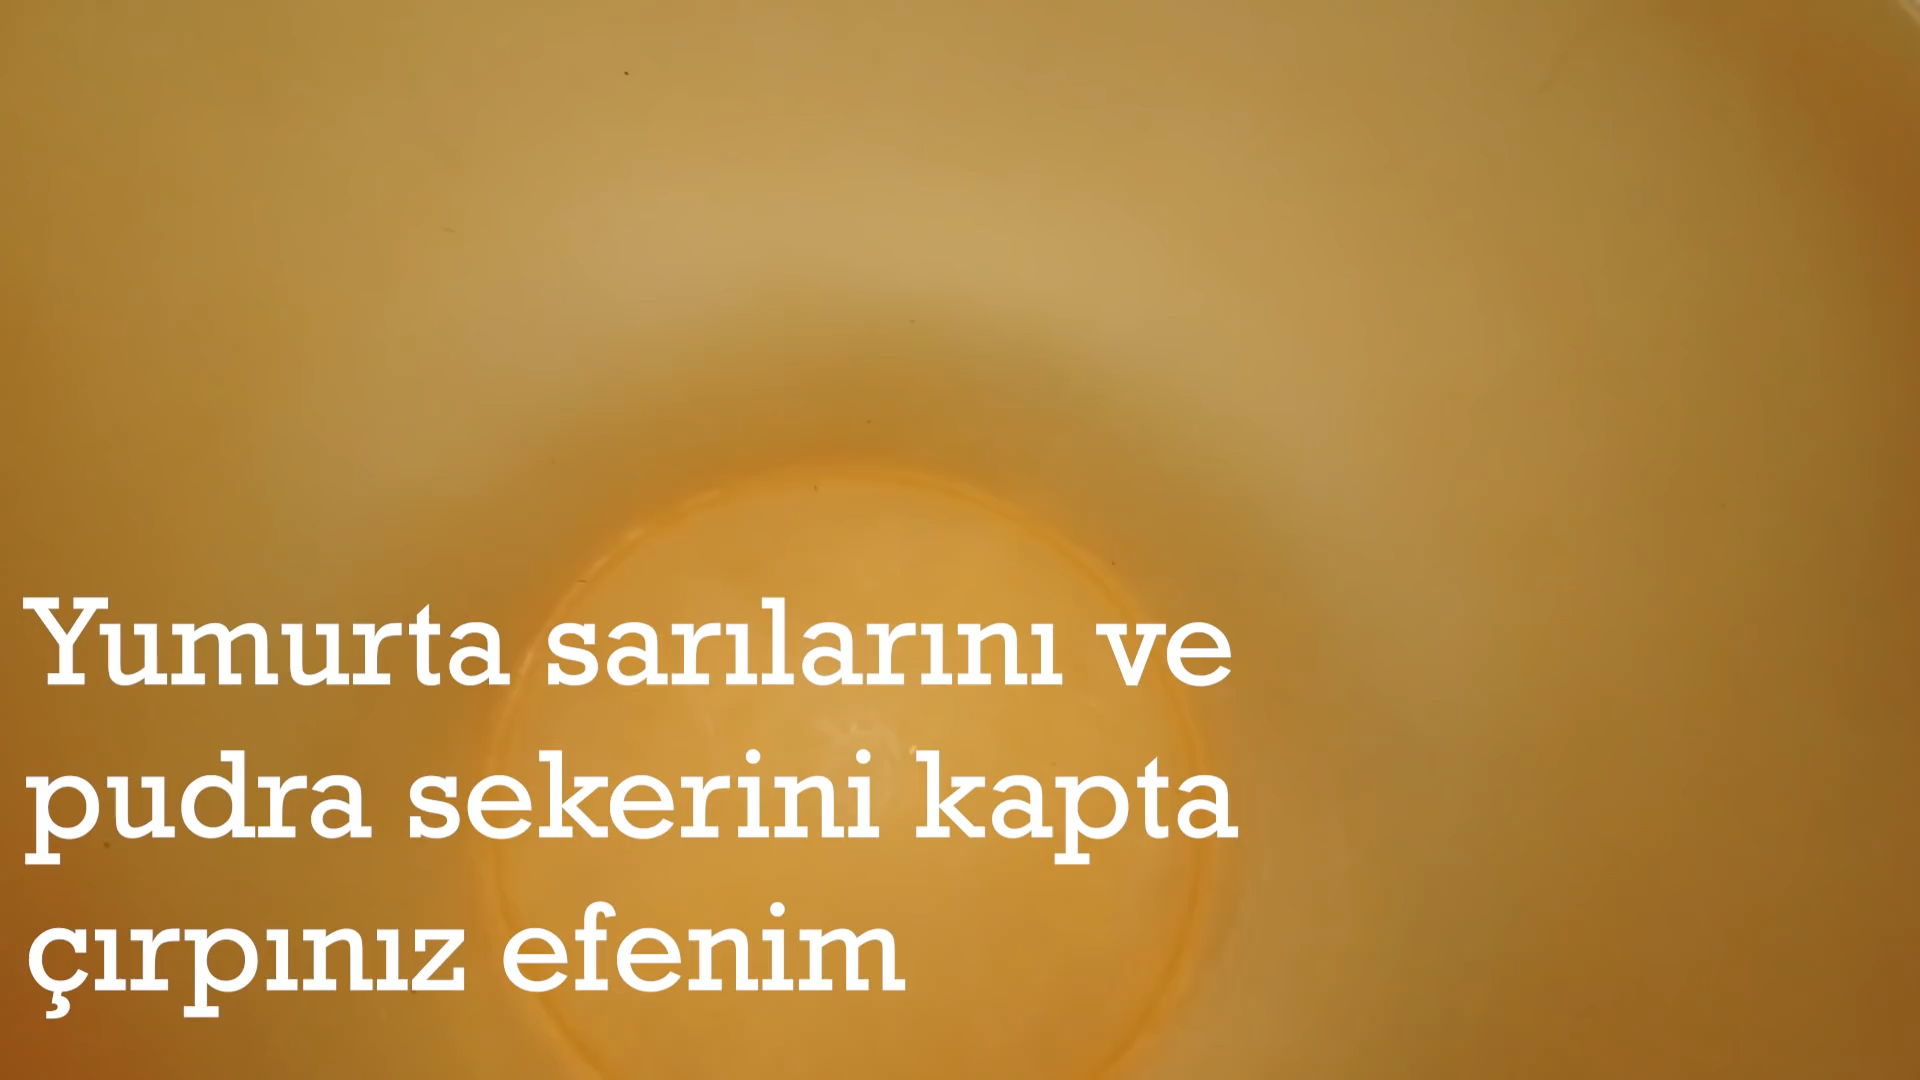 Yumurta sarılarını ve
pudra sekerini kapta
çırpınız efenim